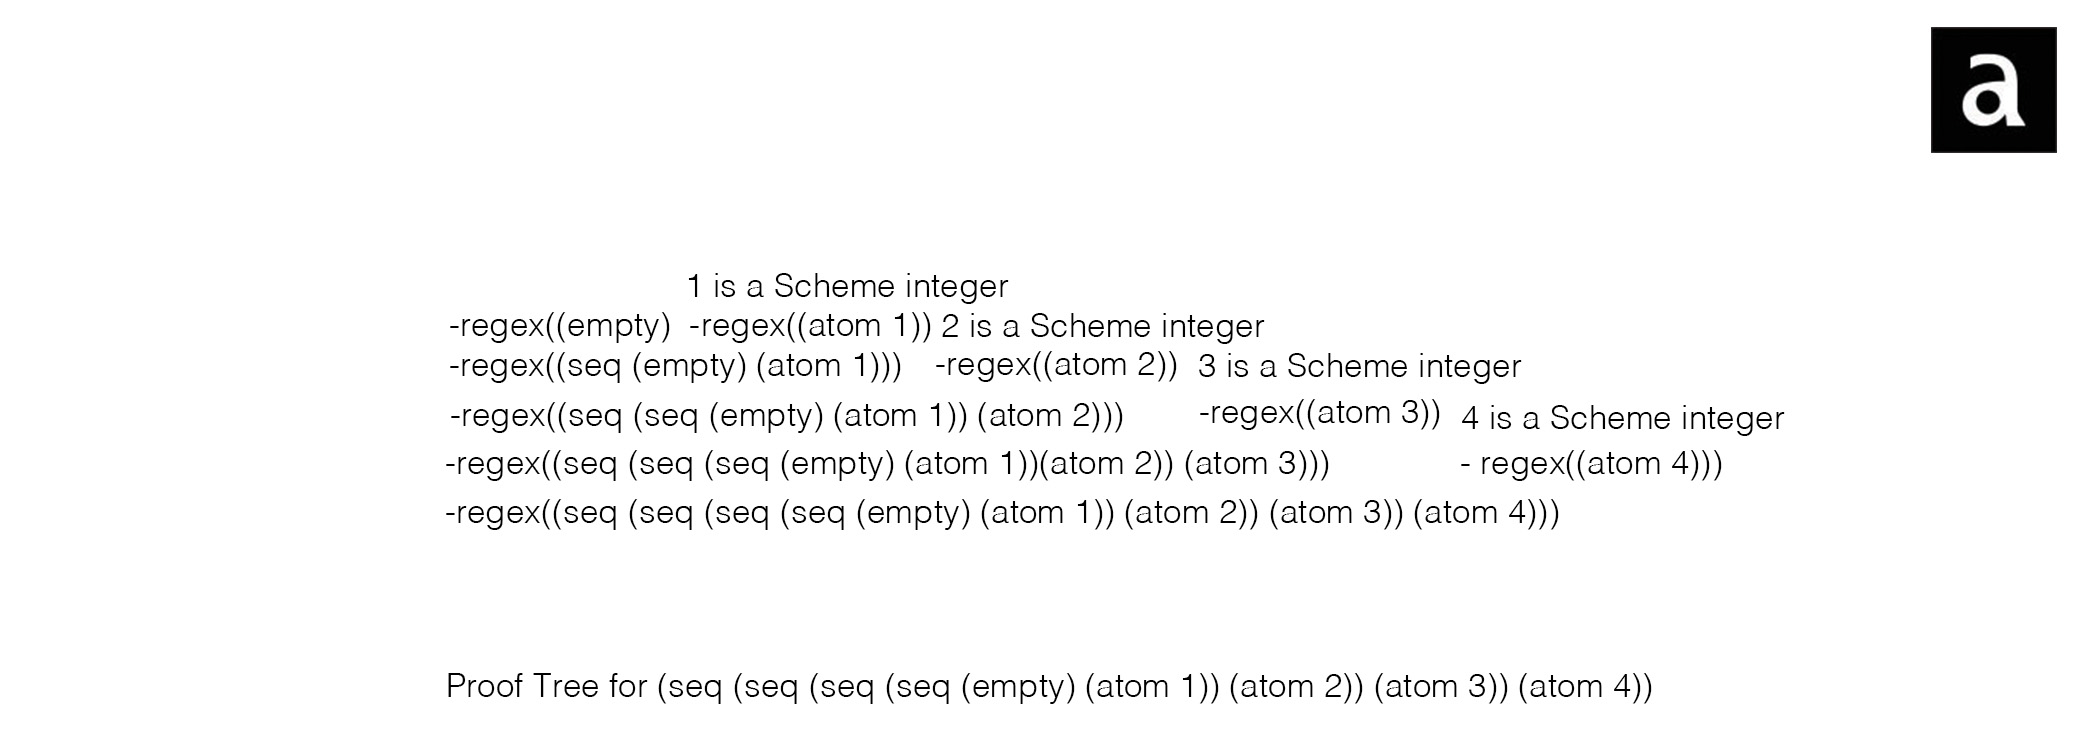 a
1 is a Scheme integer
-regex((empty) -regex((atom 1)) 2 is a Scheme integer
-regex((seq (empty) (atom 1))) -regex((atom 2)) 3 is a Scheme integer
-regex((seq (seq (empty) (atom 1)) (atom 2))) -regex((atom 3)) 4 is a Scheme integer
-regex((seq (seq (seq (empty) (atom 1))(atom 2)) (atom 3))) - regex((atom 4)))
-regex((seq (seq (seq (seq (empty) (atom 1)) (atom 2)) (atom 3)) (atom 4)))
Proof Tree for (seq (seq (seq (seq (empty) (atom 1)) (atom 2)) (atom 3)) (atom 4))